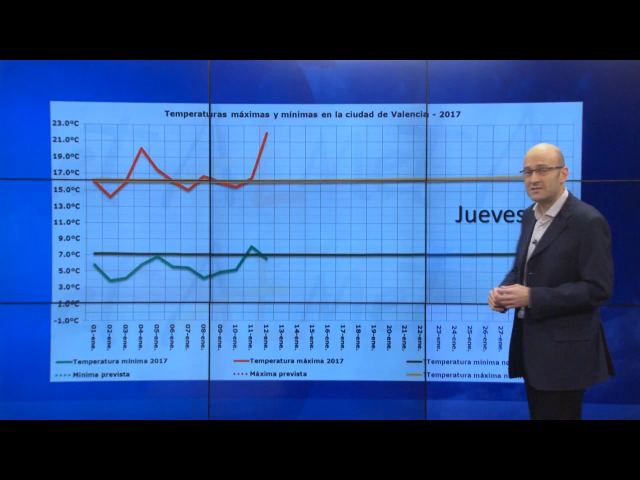 Temperaturas máximas y mínimas en la ciudad de Valencia - 2017
23.0ºC
21.0ºC
19.0ºC
17.0ºC
15.0ºC
13.0ºC
11.0ºC
9.0ºC
7.0ºC
5.0ºC
3.0ºC
1.0ºC
-1.0ºC
Jueves
01-ene.
02-ene.
03-ene.
04-ene.
05-ene.
06-ene.
07-ene.
08-ene.
09-ene.
10-ene.
11-ene.
12-ene.
13-ene.
14-ene.
15-ene.
16-ene.
17-ene.
18-ene.
19-ene.
20-ene.
21-ene.
22-ene.
23-ene.
24-ene.
25-ene.
26-ene.
27-ene.
Temperatura mínima 2017 Temperatura máxima 2017 Temperatura mínima
Mínima prevista Máxima prevista Temperatura máxima